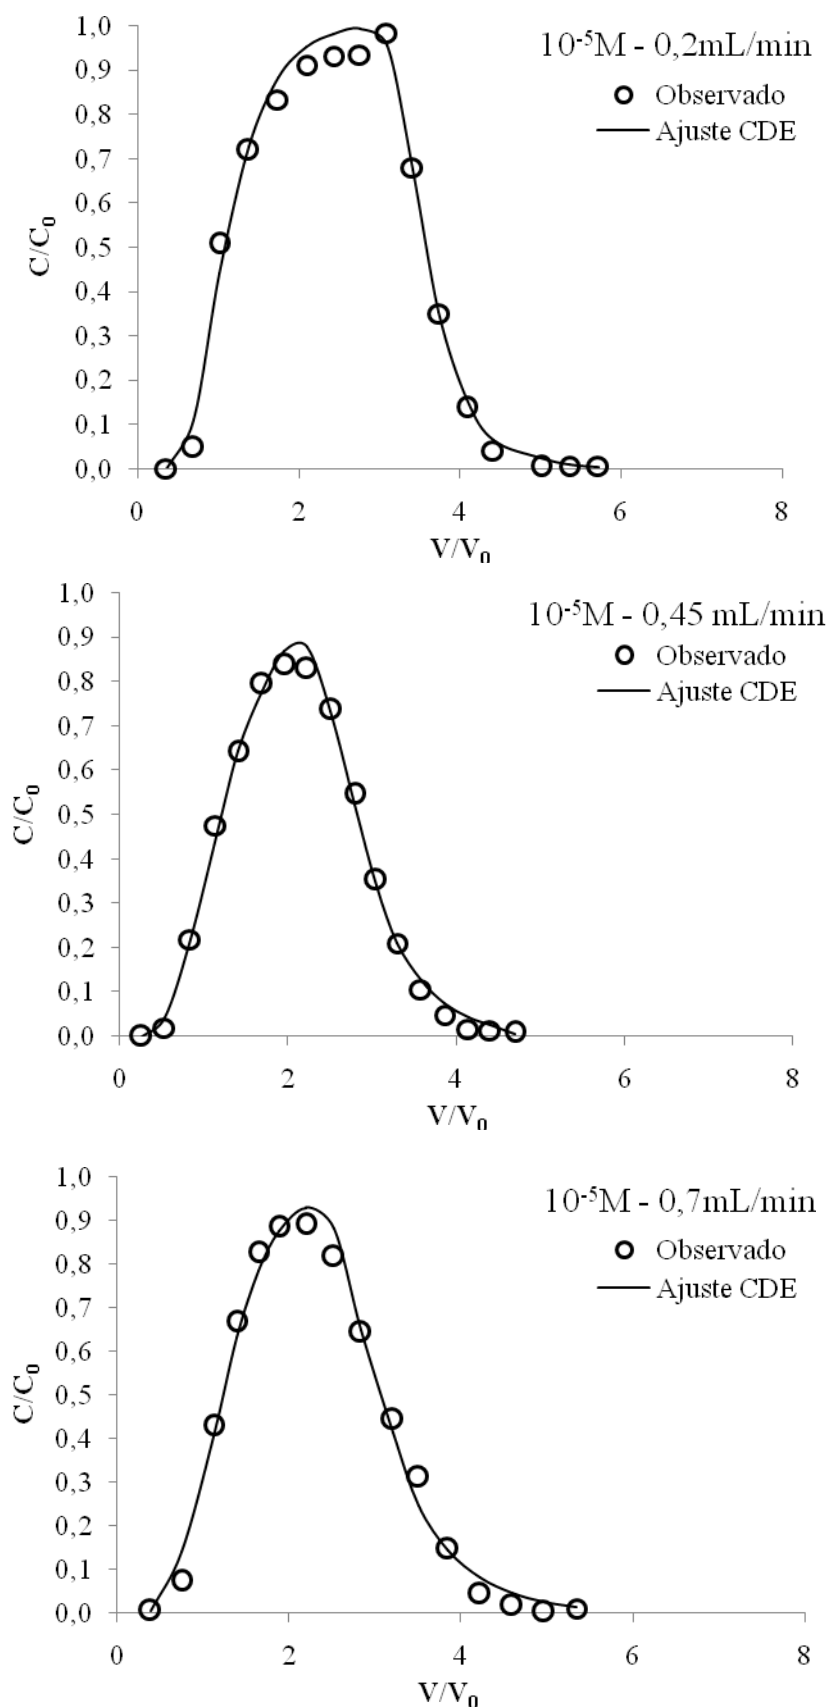 10⁻⁵M - 0,2mL/min
Observado
Ajuste CDE
C/C₀
1,0
0,9
0,8
0,7
0,6
0,5
0,4
0,3
0,2
0,1
0,0
0 2 4 6 8
V/V₀
10⁻⁵M - 0,45 mL/min
Observado
Ajuste CDE
C/C₀
1,0
0,9
0,8
0,7
0,6
0,5
0,4
0,3
0,2
0,1
0,0
0 2 4 6 8
V/V₀
10⁻⁵M - 0,7mL/min
Observado
Ajuste CDE
C/C₀
1,0
0,9
0,8
0,7
0,6
0,5
0,4
0,3
0,2
0,1
0,0
0 2 4 6 8
V/V₀